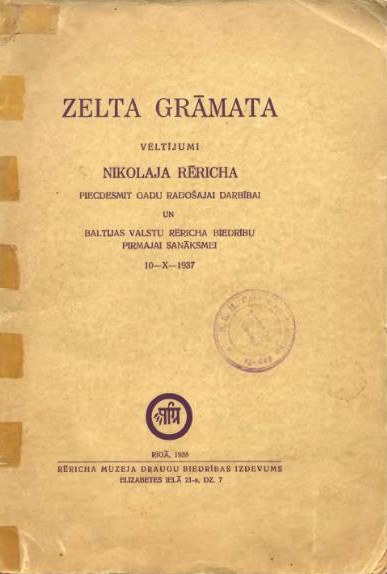 ZELTA GRĀMATA
VELTĪJUMI
NIKOLAJA RĒRICHA
PIECDESMIT GADU RADOŠAJAI DARBĪBAI
UN
BALTIJAS VALSTU RĒRICHA BIEDRĪBU
PIRMAJAI SANĀKSMEI
10—X—1937
RĪGĀ, 1938
RĒRICHA MUZEJA DRAUGU BIEDRĪBAS IZDEVUMS
ELIZABETES IELĀ 21-a, DZ. 7